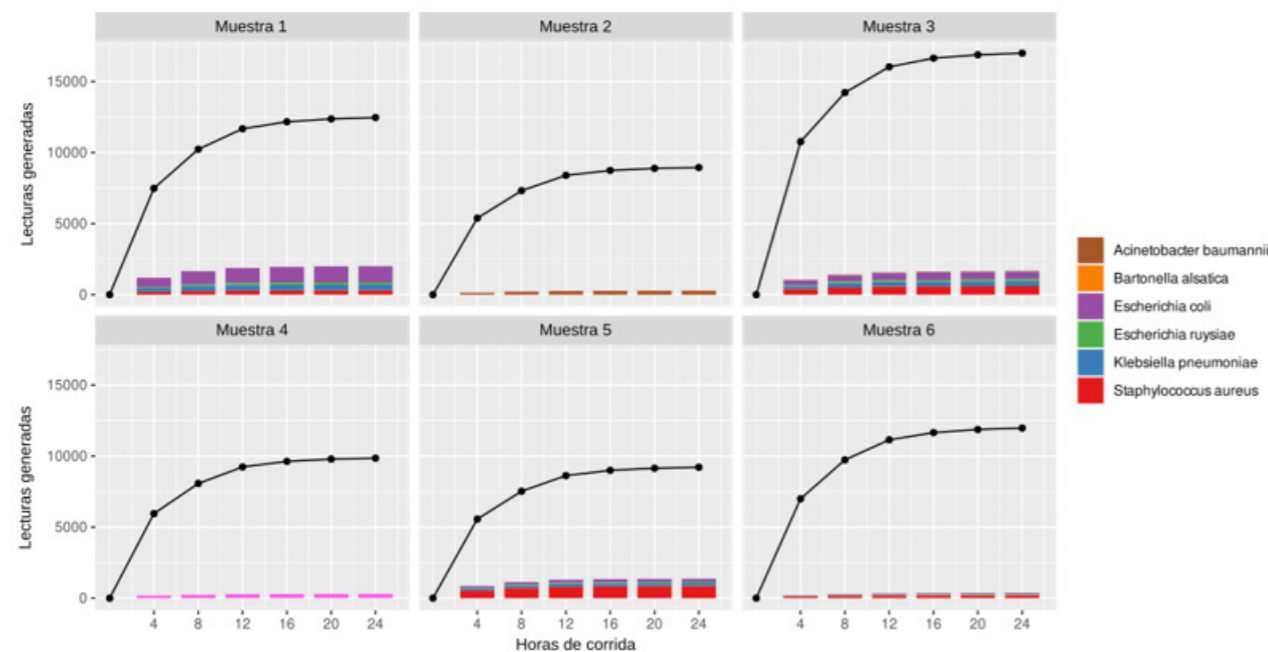 Muestra 1
Muestra 2
Muestra 3
Lecturas generadas
15000
10000
5000
0
Muestra 4
Muestra 5
Muestra 6
Lecturas generadas
15000
10000
5000
0
4 8 12 16 20 24
4 8 12 16 20 24
4 8 12 16 20 24
Horas de corrida
Acinetobacter baumannii
Bartonella alsatica
Escherichia coli
Escherichia ruysiae
Klebsiella pneumoniae
Staphylococcus aureus